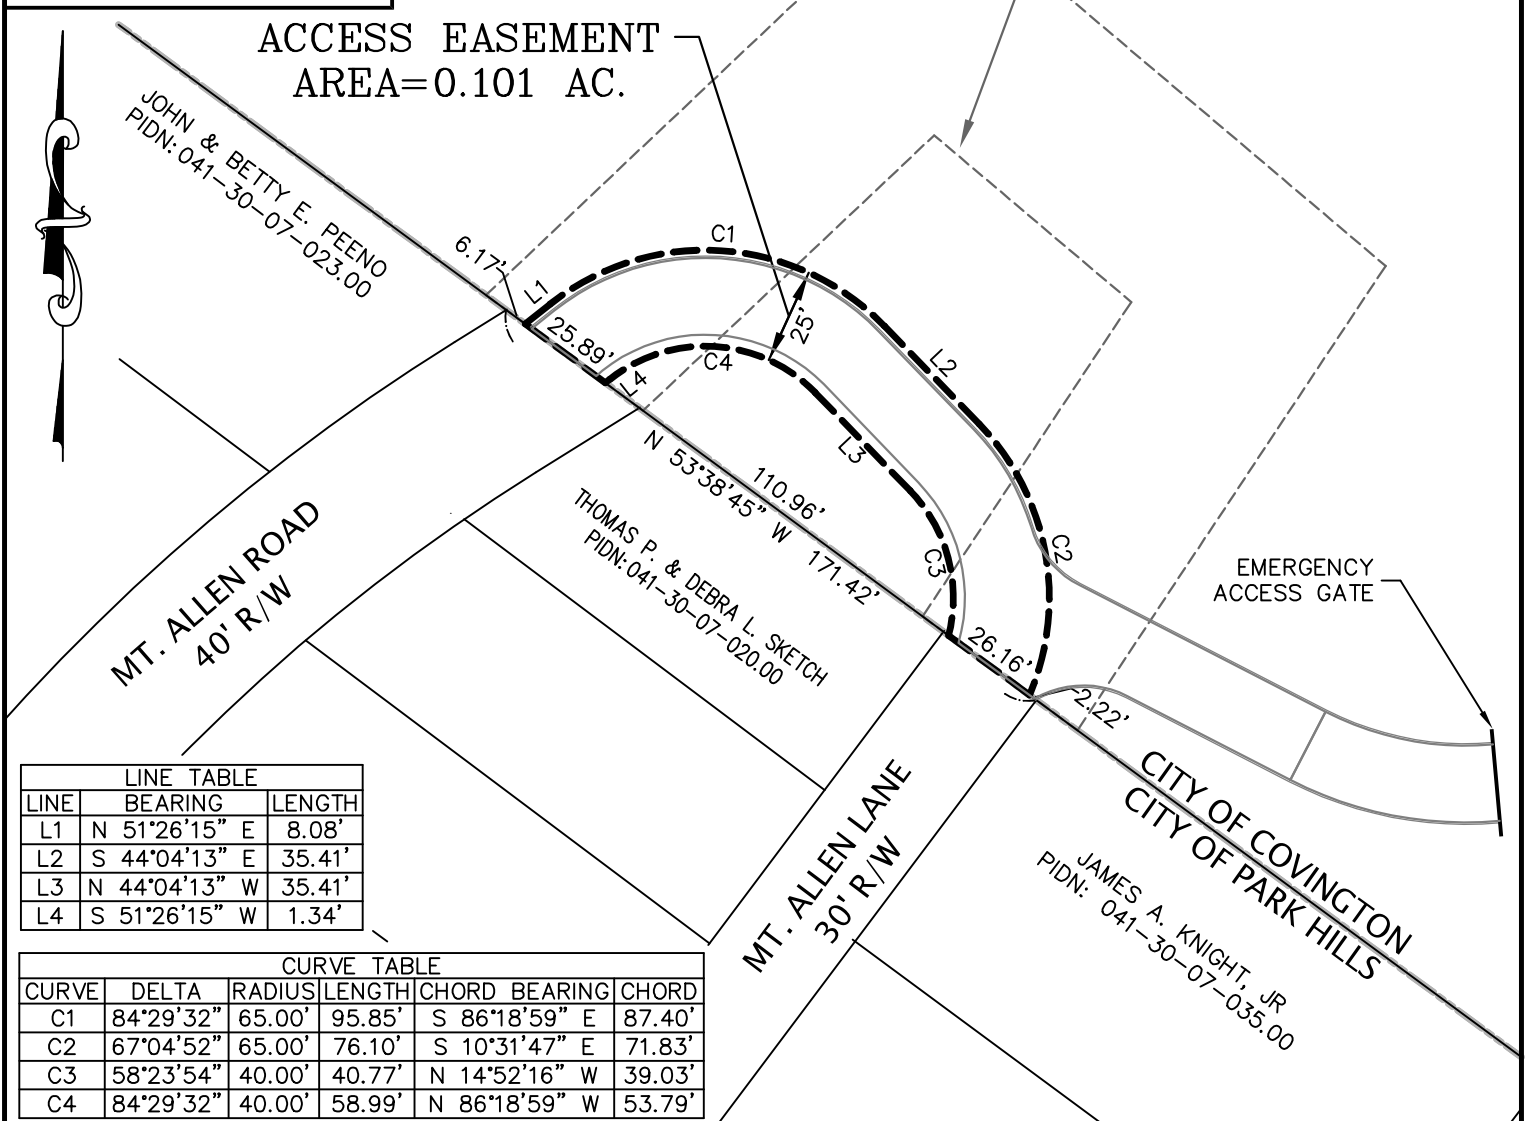 ACCESS EASEMENT
AREA=0.101 AC.
JOHN & BETTY E. PEENO
PIDN: 041-30-07-023.00
6.17'
L1
C1
25.89'
L4
C4
25'
L2
L3
N 53°38'45" W 171.42'
110.96'
C3
C2
THOMAS P. & DEBRA L. SKETCH
PIDN: 041-30-07-020.00
26.16'
2.22'
EMERGENCY
ACCESS GATE
MT. ALLEN ROAD
40' R/W
MT. ALLEN LANE
30' R/W
CITY OF COVINGTON
CITY OF PARK HILLS
JAMES A. KNIGHT, JR
PIDN: 041-30-07-035.00
LINE TABLE
LINE BEARING LENGTH
L1 N 51°26'15" E 8.08'
L2 S 44°04'13" E 35.41'
L3 N 44°04'13" W 35.41'
L4 S 51°26'15" W 1.34'
CURVE TABLE
CURVE DELTA RADIUS LENGTH CHORD BEARING CHORD
C1 84°29'32" 65.00' 95.85' S 86°18'59" E 87.40'
C2 67°04'52" 65.00' 76.10' S 10°31'47" E 71.83'
C3 58°23'54" 40.00' 40.77' N 14°52'16" W 39.03'
C4 84°29'32" 40.00' 58.99' N 86°18'59" W 53.79'